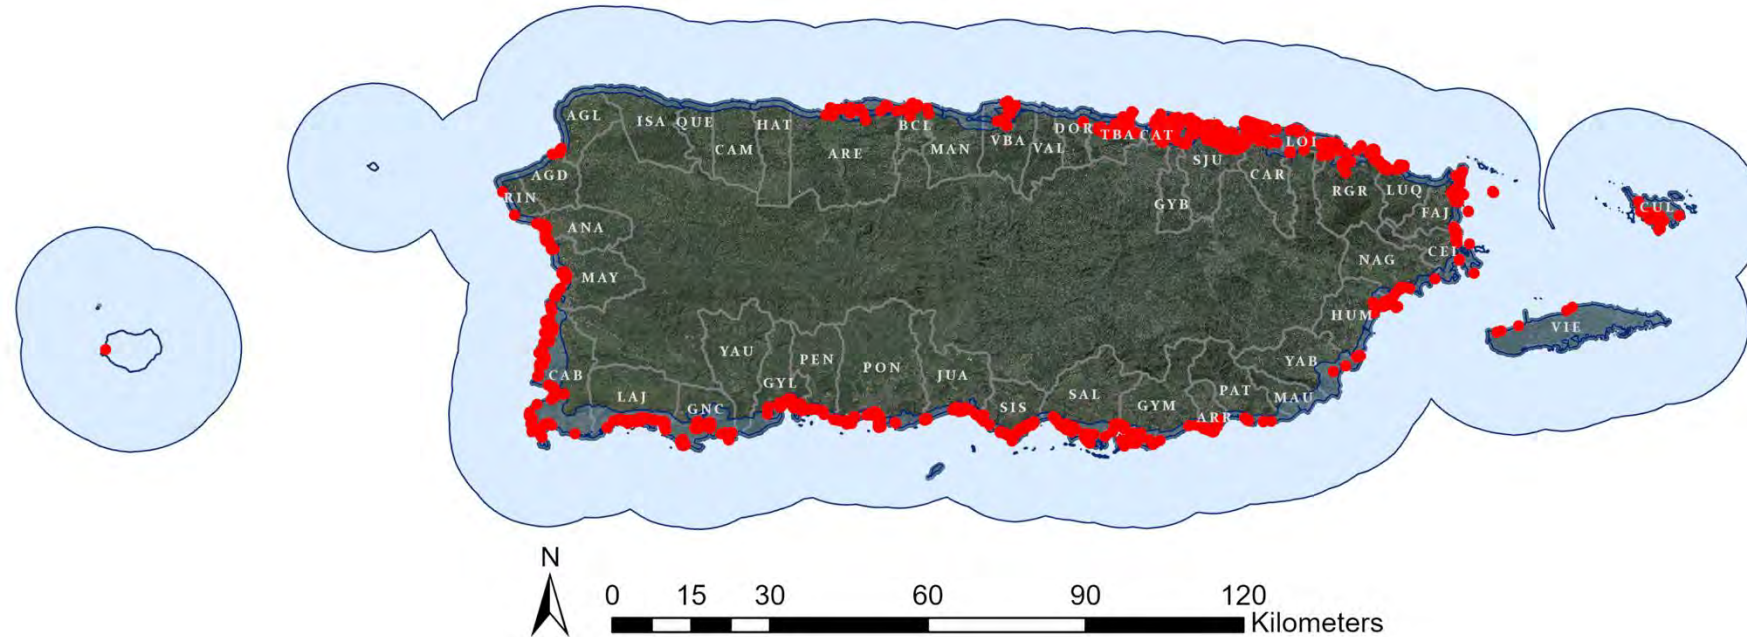 AGL
ISA QUE
HAT
CAM
ARE
BCL
MAN
VBA
VAL
DOR
TBA CAT
SJU
LOI
CAR
GYB
RGR
LUQ
FAJ
CUL
AGD
RIN
ANA
MAY
NAG
CEI
HUM
VIE
YAU
PEN
PON
JUA
YAB
CAB
LAJ
GNC
GYL
SIS
SAL
GYM
ARR
PAT
MAU
N
0 15 30 60 90 120
Kilometers